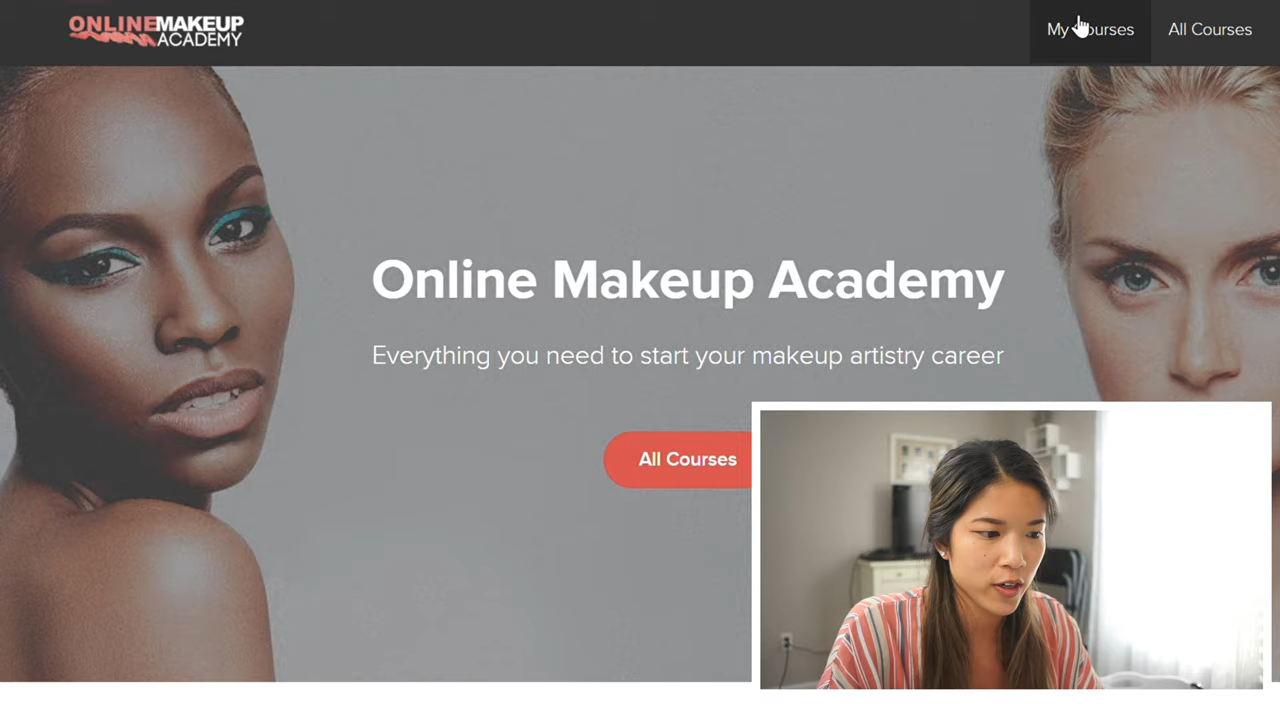 ONLINEMAKEUP
ACADEMY
My Courses
All Courses
Online Makeup Academy
Everything you need to start your makeup artistry career
All Courses